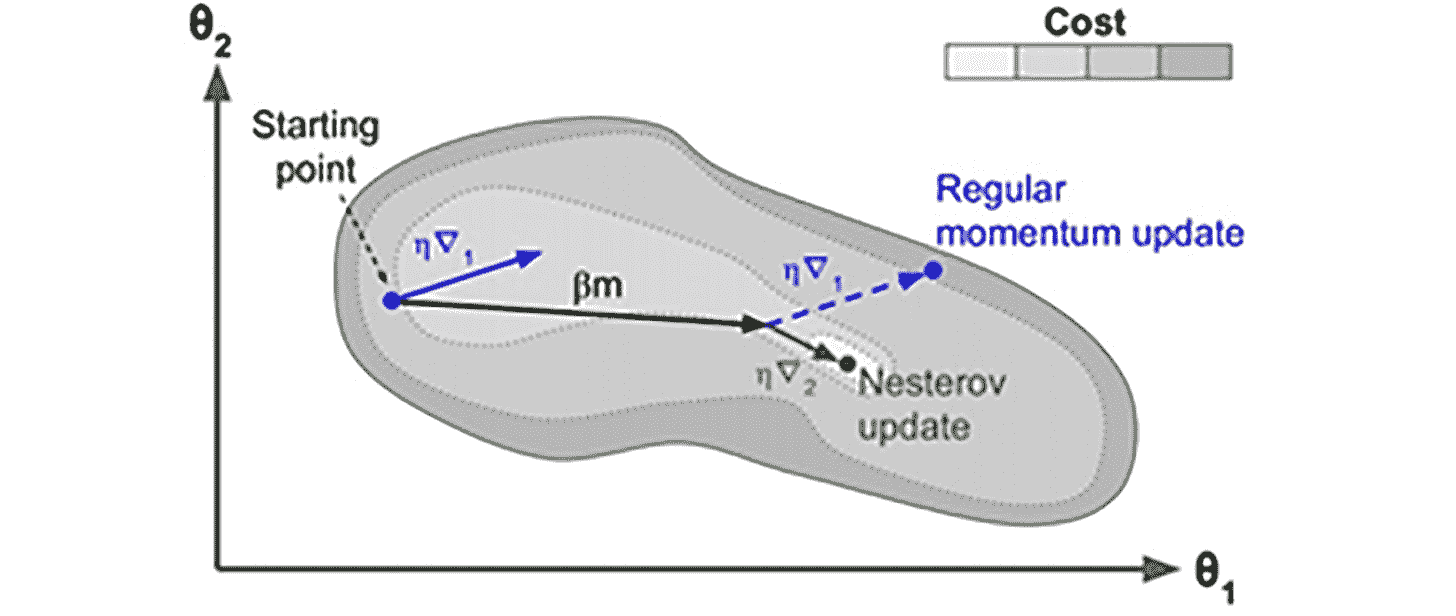 θ₂
Cost
Starting
point
Regular
momentum update
η∇₁
βm
η∇₁
η∇₂
Nesterov
update
θ₁